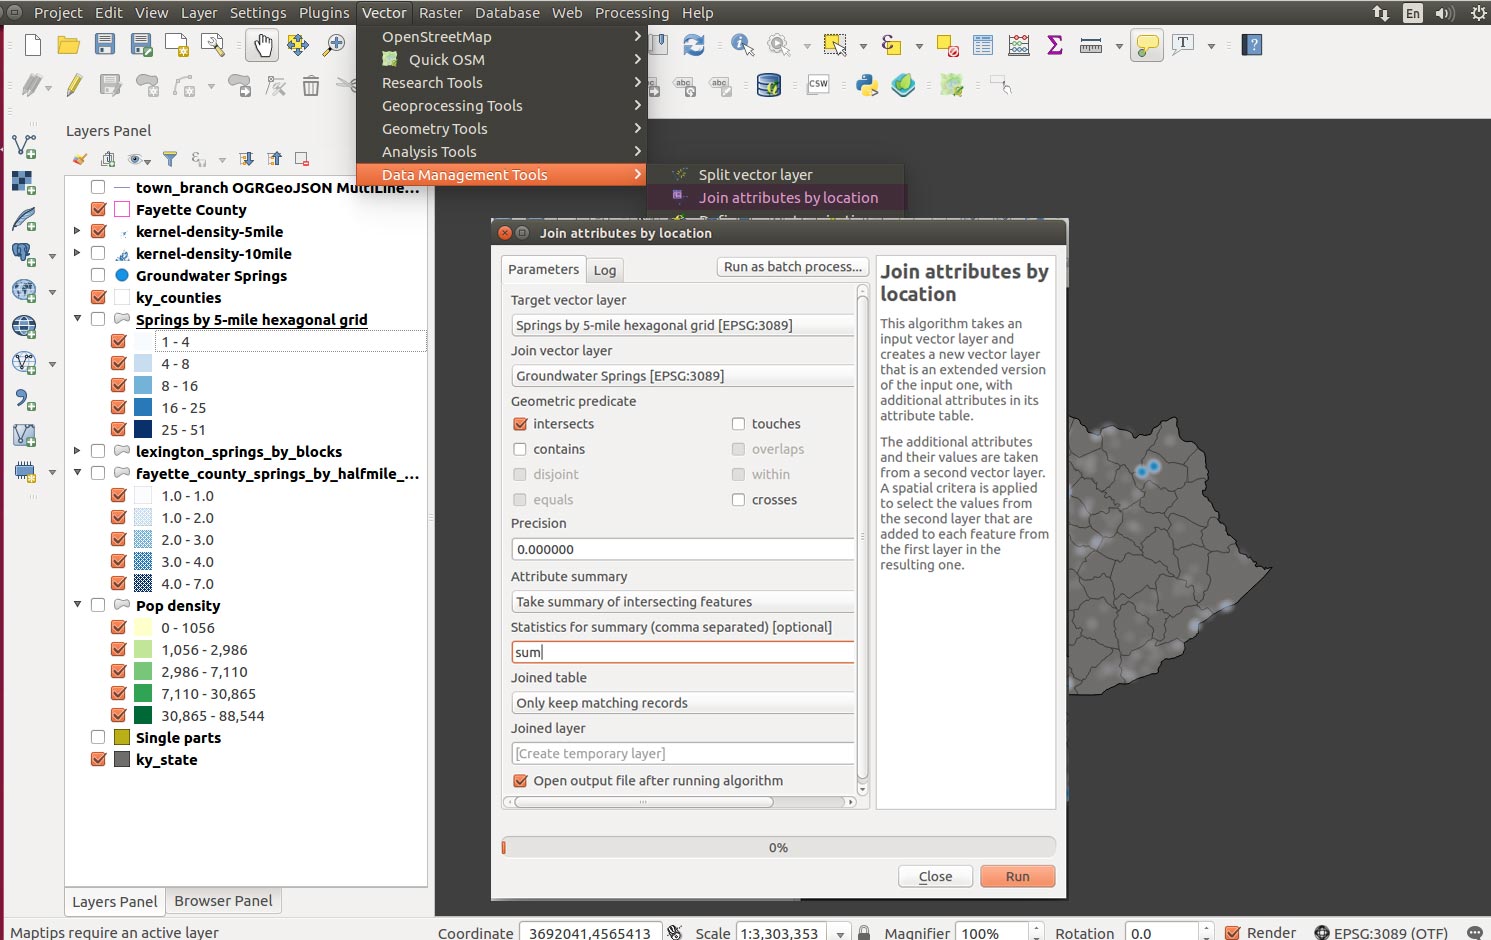 Project Edit View Layer Settings Plugins Vector Raster Database Web Processing Help
En
OpenStreetMap
Quick OSM
Research Tools
Geoprocessing Tools
Geometry Tools
Analysis Tools
Data Management Tools
Split vector layer
Join attributes by location
CSW
Layers Panel
town_branch OGRGeoJSON MultiLine...
Fayette County
kernel-density-5mile
kernel-density-10mile
Groundwater Springs
ky_counties
Springs by 5-mile hexagonal grid
1 - 4
4 - 8
8 - 16
16 - 25
25 - 51
lexington_springs_by_blocks
fayette_county_springs_by_halfmile_...
1.0 - 1.0
1.0 - 2.0
2.0 - 3.0
3.0 - 4.0
4.0 - 7.0
Pop density
0 - 1056
1,056 - 2,986
2,986 - 7,110
7,110 - 30,865
30,865 - 88,544
Single parts
ky_state
Layers Panel Browser Panel
Join attributes by location
Parameters Log Run as batch process...
Target vector layer
Springs by 5-mile hexagonal grid [EPSG:3089]
Join vector layer
Groundwater Springs [EPSG:3089]
Geometric predicate
intersects touches
contains overlaps
disjoint within
equals crosses
Precision
0.000000
Attribute summary
Take summary of intersecting features
Statistics for summary (comma separated) [optional]
sum
Joined table
Only keep matching records
Joined layer
[Create temporary layer]
Open output file after running algorithm
Join attributes by
location
This algorithm takes an
input vector layer and
creates a new vector layer
that is an extended version
of the input one, with
additional attributes in its
attribute table.
The additional attributes
and their values are taken
from a second vector layer.
A spatial critera is applied
to select the values from
the second layer that are
added to each feature from
the first layer in the
resulting one.
0%
Close Run
Maptips require an active layer
Coordinate 3692041,4565413 Scale 1:3,303,353 Magnifier 100% Rotation 0.0 Render EPSG:3089 (OTF)